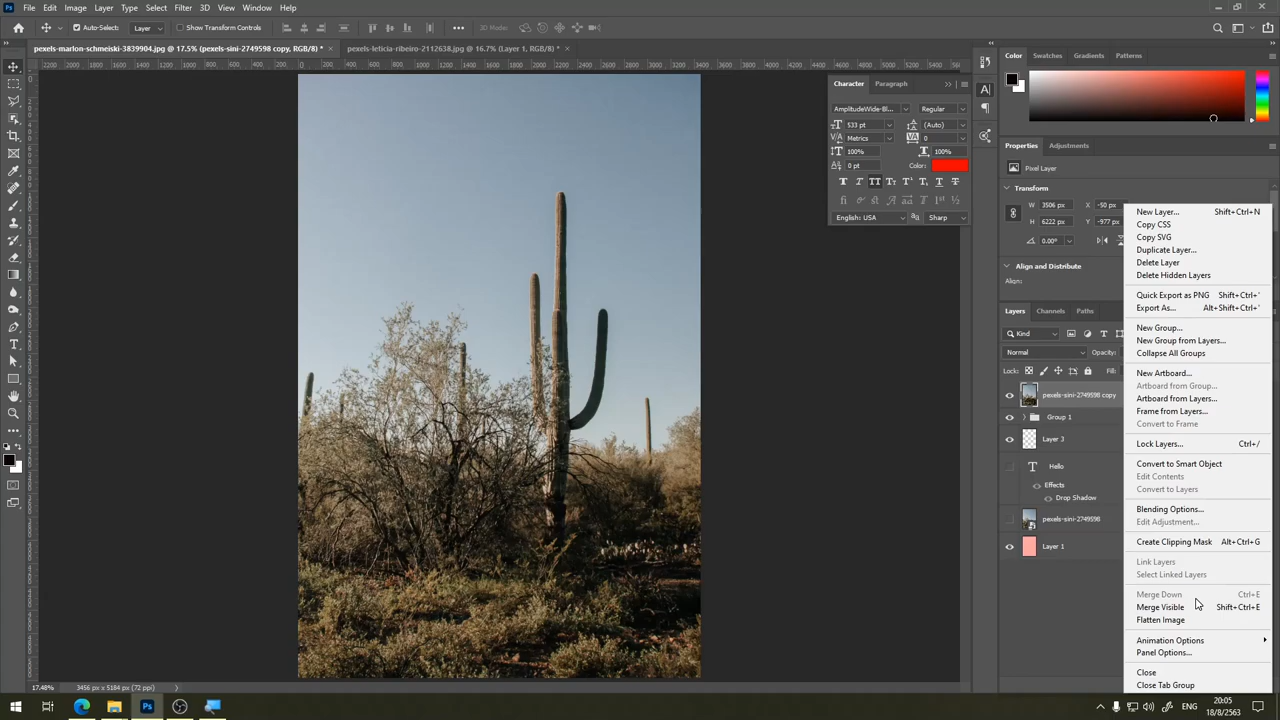 File Edit Image Layer Type Select Filter 3D View Window Help
Auto-Select: Layer Show Transform Controls 3D Mode:
pexels-marlon-schmeiski-3839904.jpg @ 17.5% (pexels-sini-2749598 copy, RGB/8) * × pexels-leticia-ribeiro-2112638.jpg @ 16.7% (Layer 1, RGB/8) * ×
Character Paragraph
AmplitudeWide-Bl... Regular
533 pt (Auto)
Metrics 0
100% 100%
0 pt Color:
English: USA Sharp
Color Swatches Gradients Patterns
Properties Adjustments
Pixel Layer
Transform
W 3506 px X -50 px
H 6222 px Y -977 px
0.00°
Align and Distribute
Align:
Layers Channels Paths
Kind
Normal Opacity:
Lock: Fill:
pexels-sini-2749598 copy
Group 1
Layer 3
Hello
Effects
Drop Shadow
pexels-sini-2749598
Layer 1
New Layer... Shift+Ctrl+N
Copy CSS
Copy SVG
Duplicate Layer...
Delete Layer
Delete Hidden Layers
Quick Export as PNG Shift+Ctrl+'
Export As... Alt+Shift+Ctrl+'
New Group...
New Group from Layers...
Collapse All Groups
New Artboard...
Artboard from Group...
Artboard from Layers...
Frame from Layers...
Convert to Frame
Lock Layers... Ctrl+/
Convert to Smart Object
Edit Contents
Convert to Layers
Blending Options...
Edit Adjustment...
Create Clipping Mask Alt+Ctrl+G
Link Layers
Select Linked Layers
Merge Down Ctrl+E
Merge Visible Shift+Ctrl+E
Flatten Image
Animation Options
Panel Options...
Close
Close Tab Group
17.48% 3456 px x 5184 px (72 ppi)
ENG
20:05
18/8/2563